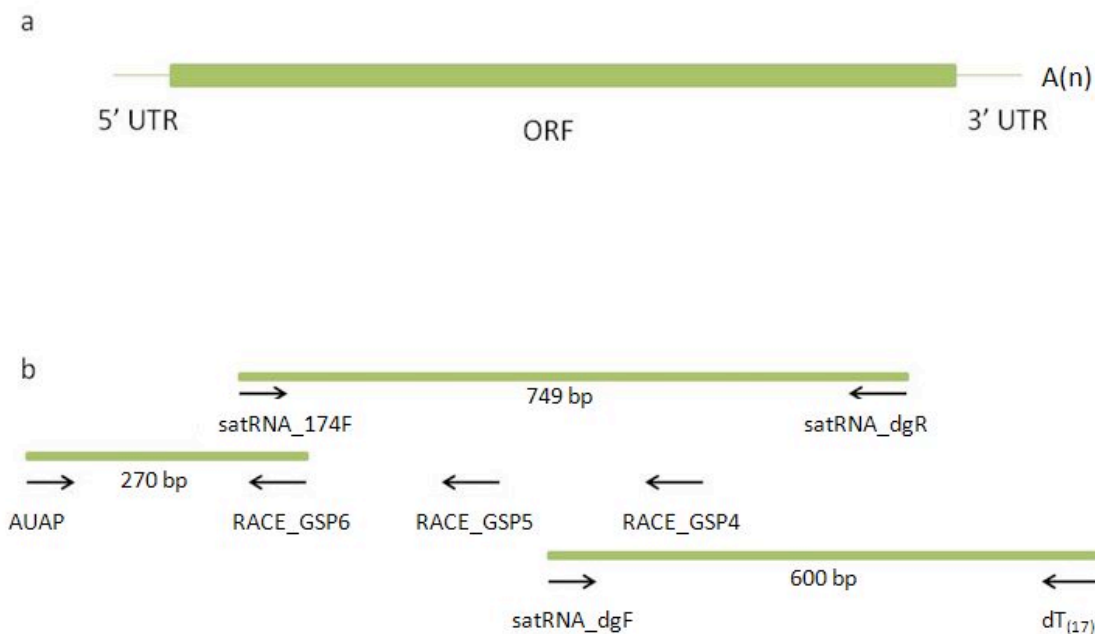 a
A(n)
5' UTR
ORF
3' UTR
b
749 bp
satRNA_174F
satRNA_dgR
270 bp
AUAP
RACE_GSP6
RACE_GSP5
RACE_GSP4
600 bp
satRNA_dgF
dT(17)